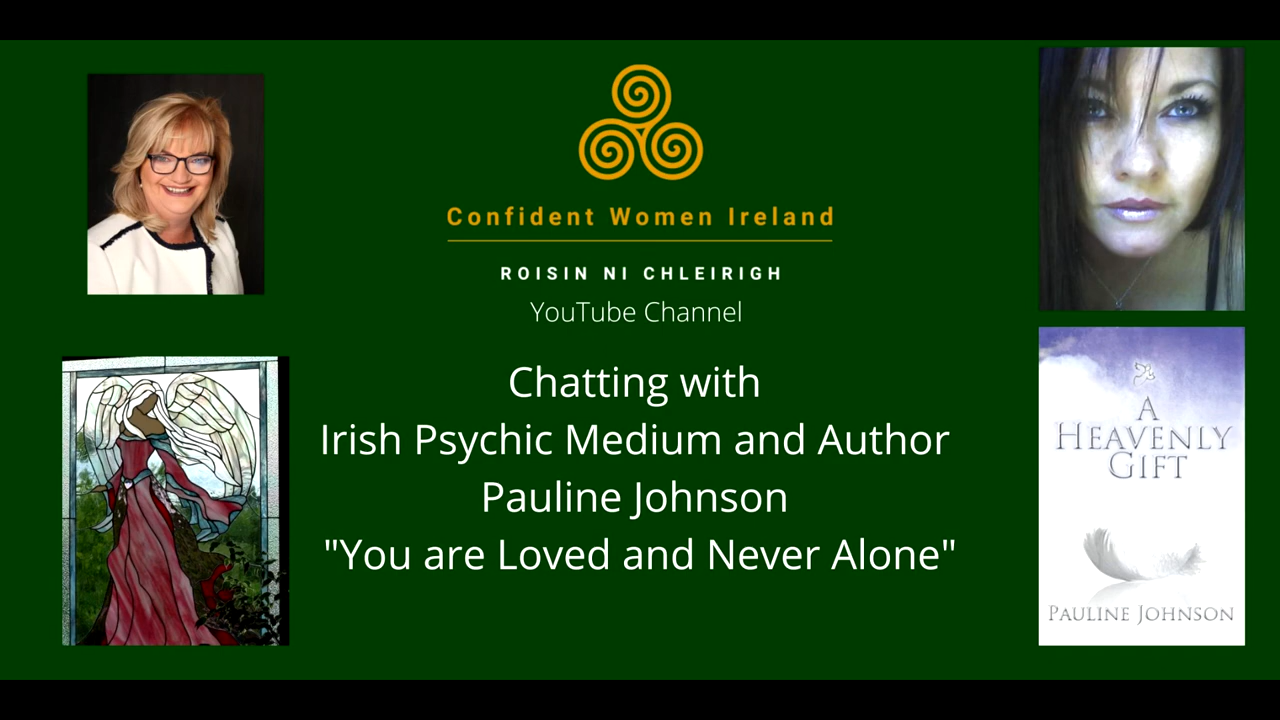 Confident Women Ireland
ROISIN NI CHLEIRIGH
YouTube Channel
Chatting with
Irish Psychic Medium and Author
Pauline Johnson
"You are Loved and Never Alone"
A
HEAVENLY
GIFT
PAULINE JOHNSON